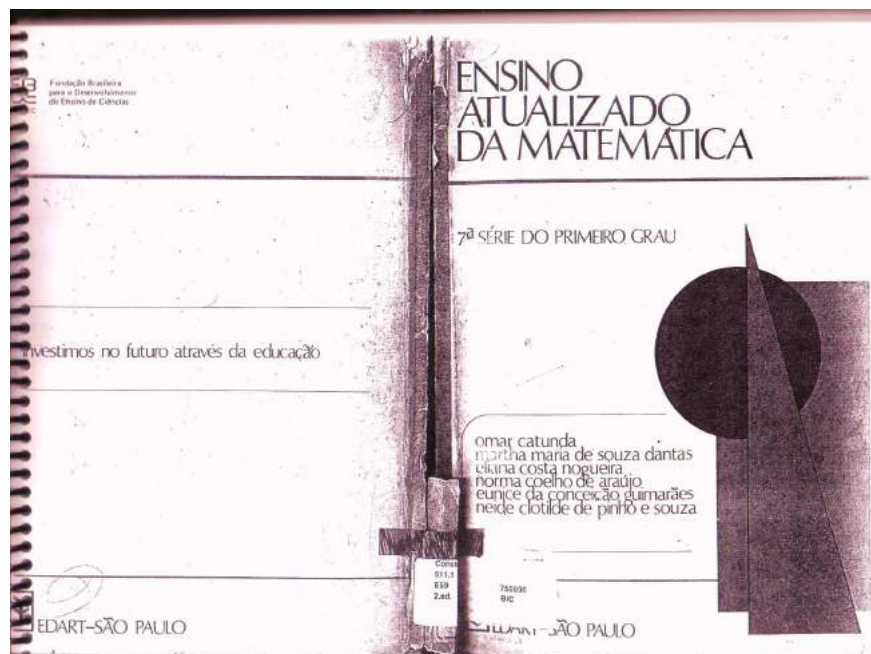 Fundação Brasileira
para o Desenvolvimento
do Ensino de Ciências
investimos no futuro através da educação
EDART–SÃO PAULO
ENSINO
ATUALIZADO
DA MATEMÁTICA
7ª SÉRIE DO PRIMEIRO GRAU
omar catunda
martha maria de souza dantas
eliana costa nogueira
norma coelho de araújo
eunice da conceição guimarães
neide clotilde de pinho e souza
511.1
E59
2.ed.
BIC
EDART–SÃO PAULO